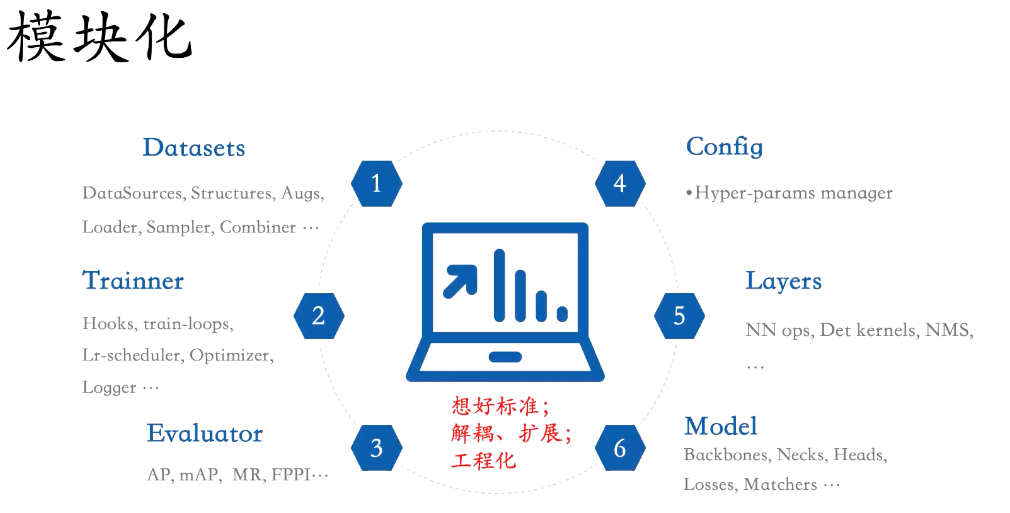 模块化
Datasets
DataSources, Structures, Augs,
Loader, Sampler, Combiner ⋯
1
Trainner
Hooks, train-loops,
Lr-scheduler, Optimizer,
Logger ⋯
2
Evaluator
AP, mAP, MR, FPPI⋯
3
想好标准；
解耦、扩展；
工程化
Config
•Hyper-params manager
4
Layers
NN ops, Det kernels, NMS,
⋯
5
Model
Backbones, Necks, Heads,
Losses, Matchers ⋯
6